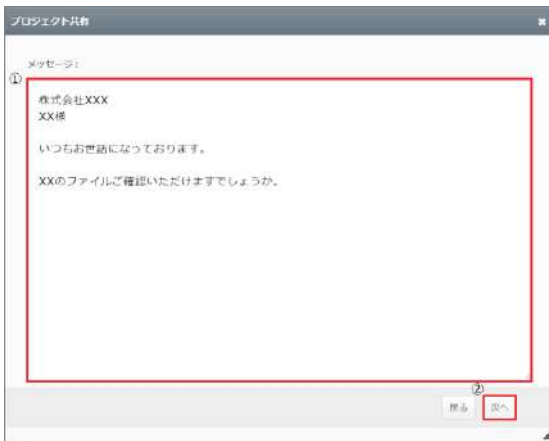 プロジェクト共有
メッセージ:
①
株式会社XXX
XX様
いつもお世話になっております。
XXのファイルご確認いただけますでしょうか。
②
戻る 次へ